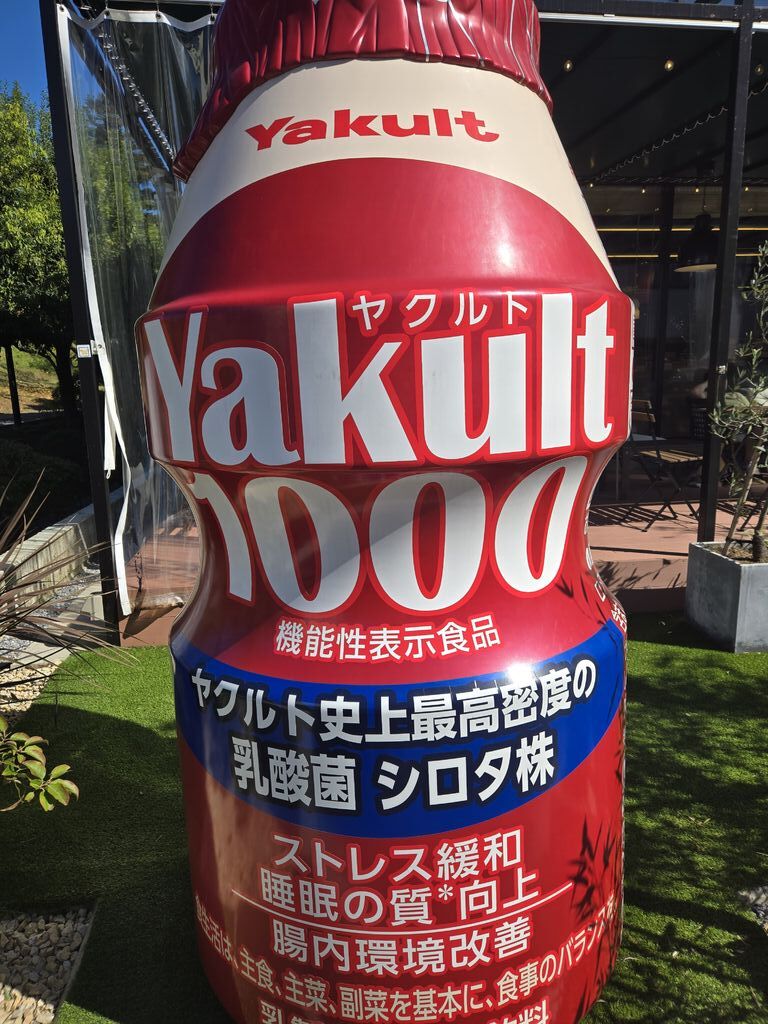 Yakult
ヤクルト
Yakult
1000
機能性表示食品
ヤクルト史上最高密度の
乳酸菌 シロタ株
ストレス緩和
睡眠の質*向上
腸内環境改善
生活は、主食、主菜、副菜を基本に、食事のバランスを